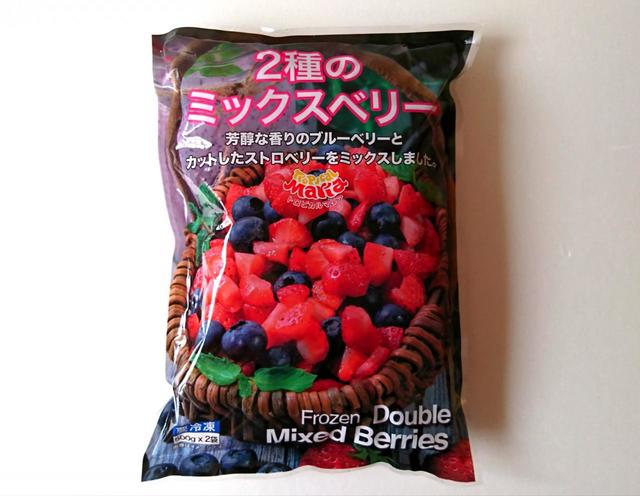 2種の
ミックスベリー
芳醇な香りのブルーベリーと
カットしたストロベリーをミックスしました。
Tropical
Maria
トロピカルマリア
Frozen Double
Mixed Berries
冷凍
500g x 2袋